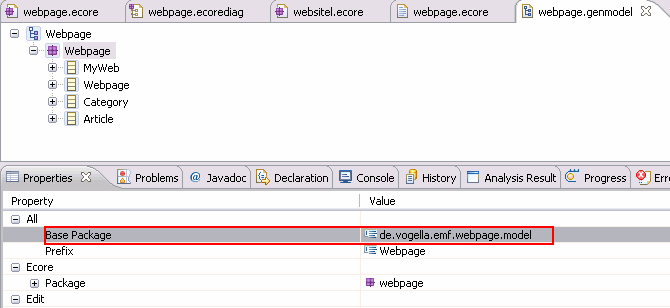 webpage.ecore webpage.ecorediag websitel.ecore webpage.ecore webpage.genmodel
Webpage
Webpage
MyWeb
Webpage
Category
Article
Properties Problems @ Javadoc Declaration Console History Analysis Result Progress Erro
Property Value
All
Base Package de.vogella.emf.webpage.model
Prefix Webpage
Ecore
Package webpage
Edit